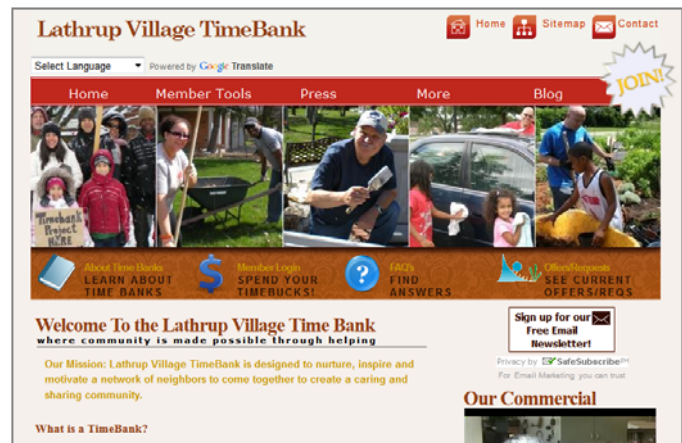 Lathrup Village TimeBank
Home Sitemap Contact
Select Language Powered by Google Translate
JOIN!
Home Member Tools Press More Blog
Timebank
Project
HERE
About Time Banks
LEARN ABOUT
TIME BANKS
Member Login
SPEND YOUR
TIMEBUCKS!
FAQ's
FIND
ANSWERS
Offers/Requests
SEE CURRENT
OFFERS/REQS
Welcome To the Lathrup Village Time Bank
where community is made possible through helping
Our Mission: Lathrup Village TimeBank is designed to nurture, inspire and
motivate a network of neighbors to come together to create a caring and
sharing community.
What is a TimeBank?
Sign up for our
Free Email
Newsletter!
Privacy by SafeSubscribe℠
For Email Marketing you can trust
Our Commercial